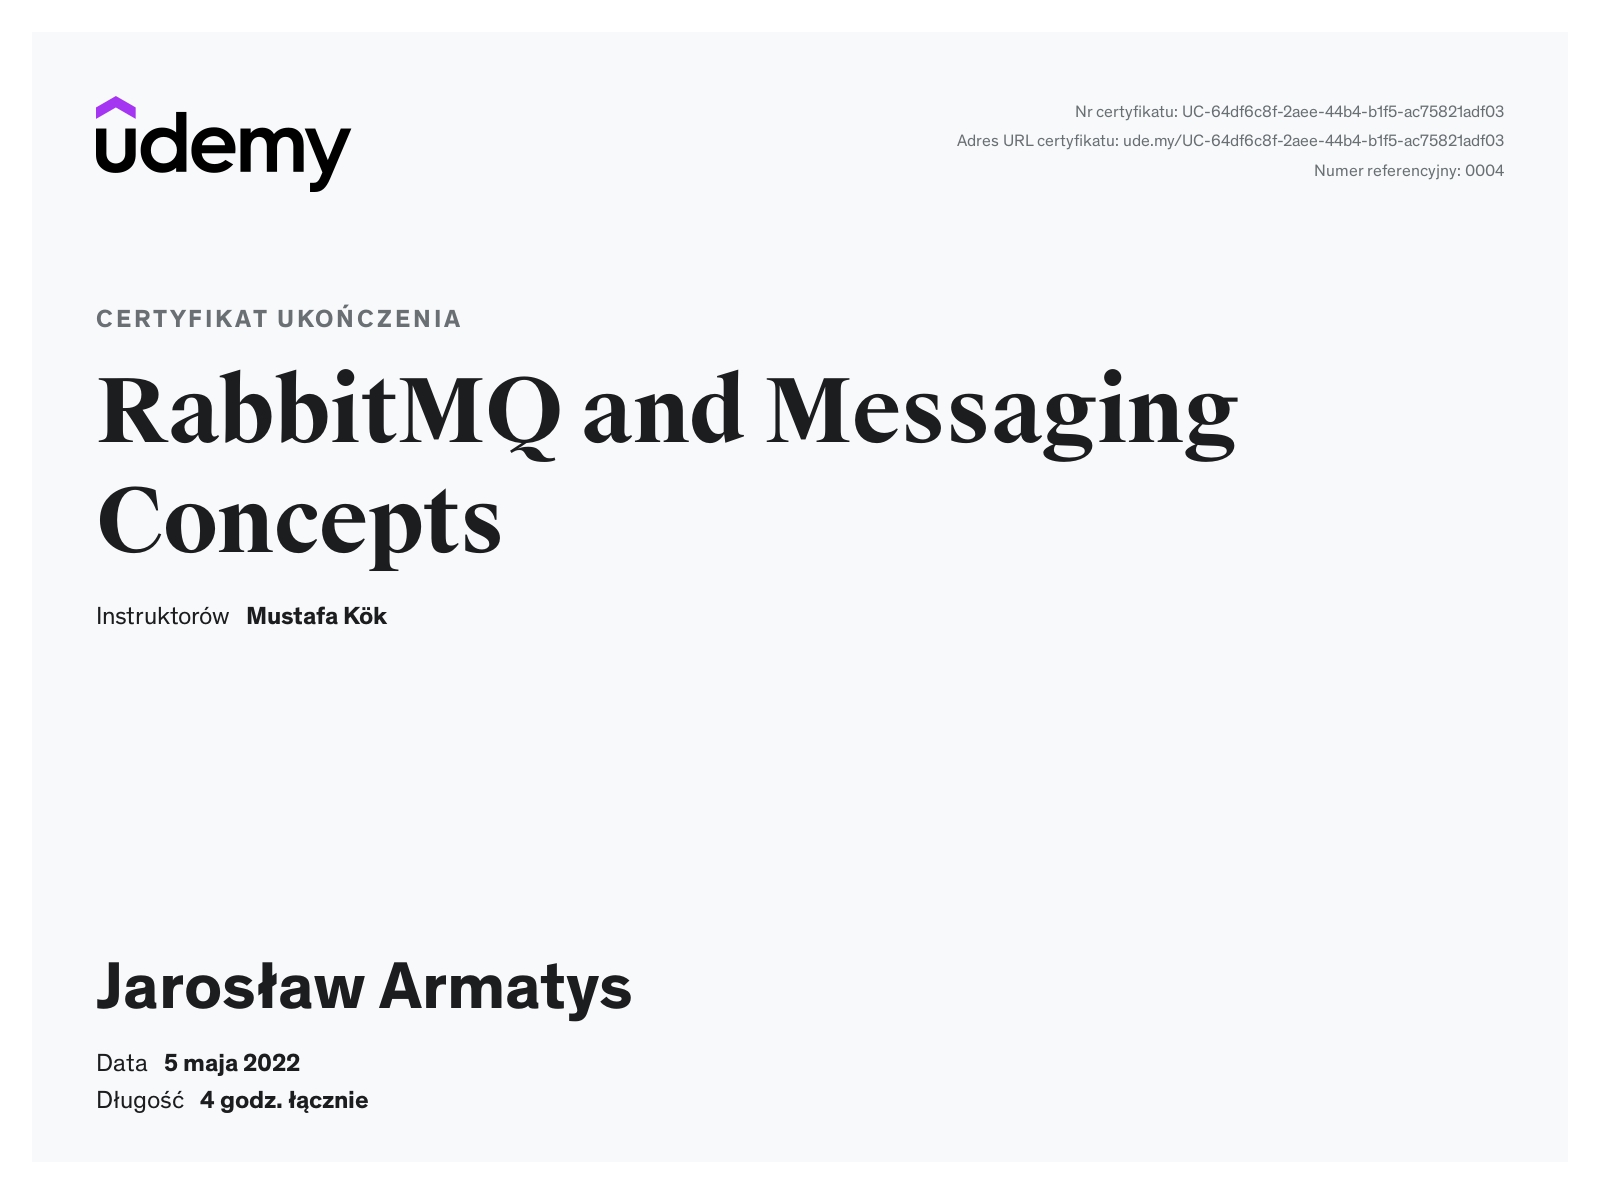 udemy
Nr certyfikatu: UC-64df6c8f-2aee-44b4-b1f5-ac75821adf03
Adres URL certyfikatu: ude.my/UC-64df6c8f-2aee-44b4-b1f5-ac75821adf03
Numer referencyjny: 0004
CERTYFIKAT UKOŃCZENIA
RabbitMQ and Messaging
Concepts
Instruktorów Mustafa Kök
Jarosław Armatys
Data 5 maja 2022
Długość 4 godz. łącznie